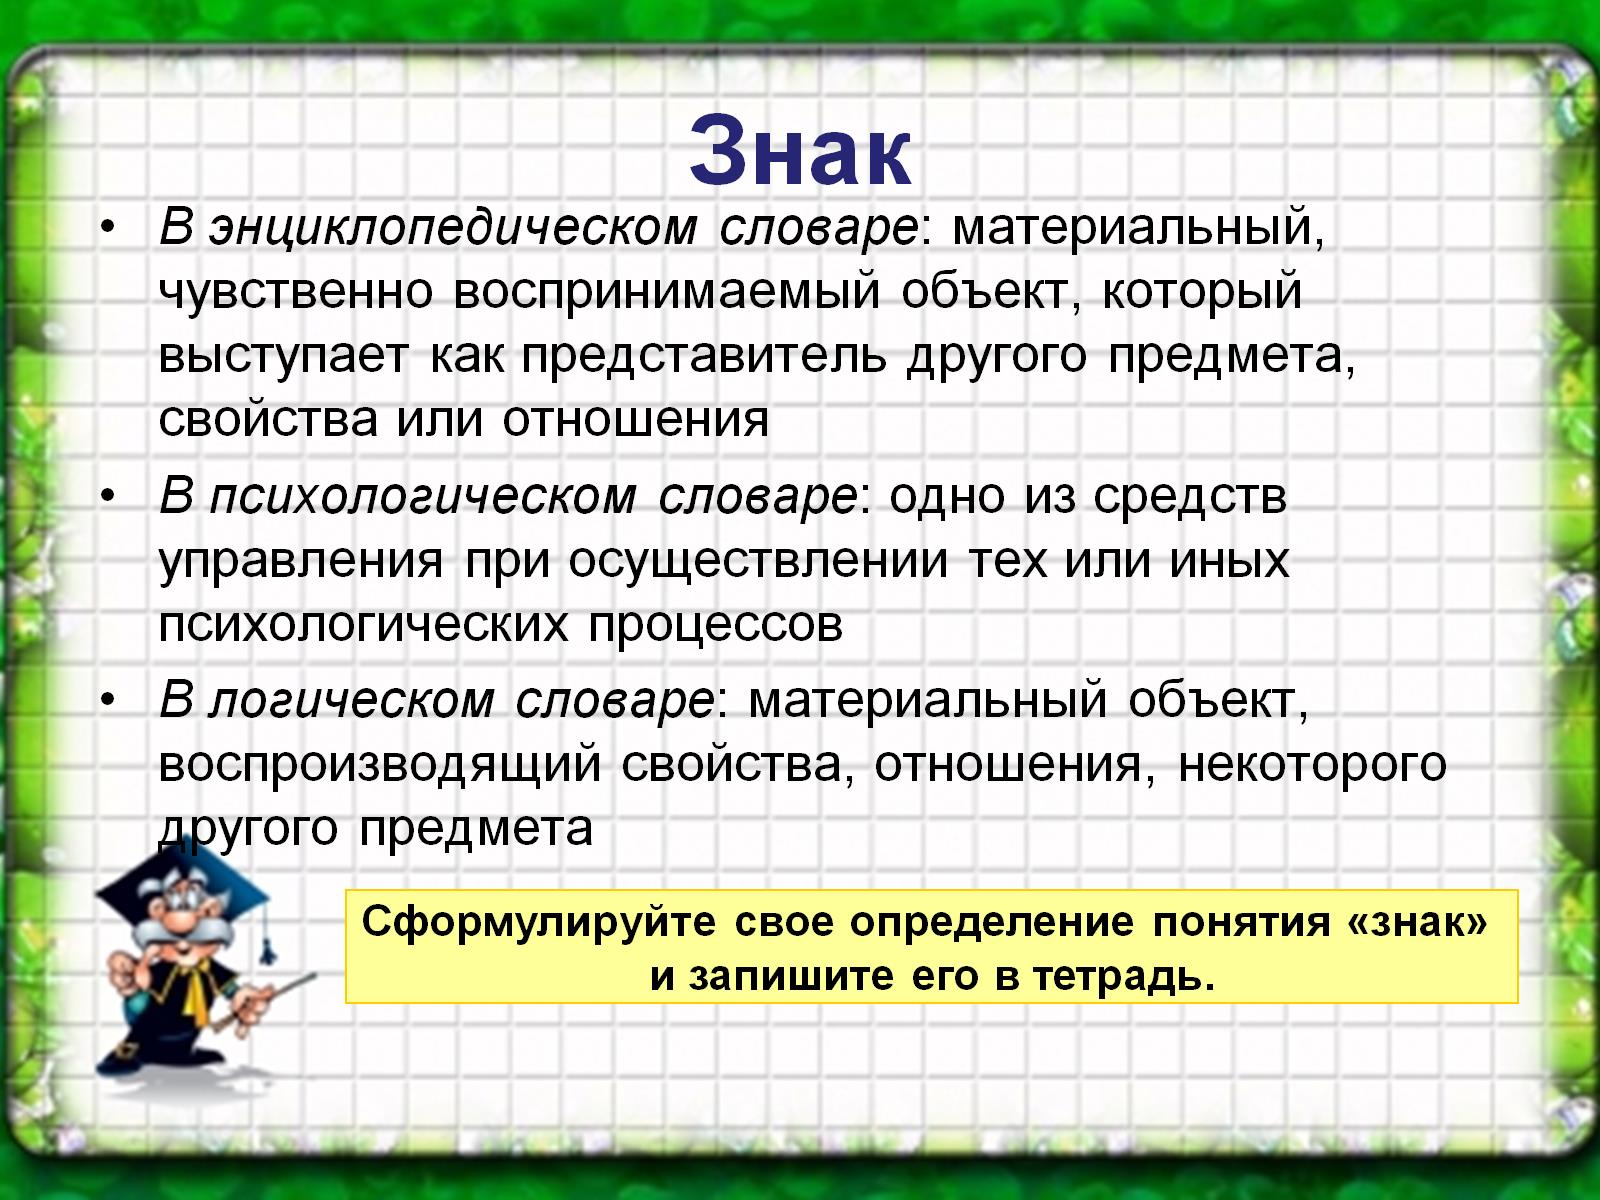 Знак
• В энциклопедическом словаре: материальный,
чувственно воспринимаемый объект, который
выступает как представитель другого предмета,
свойства или отношения
• В психологическом словаре: одно из средств
управления при осуществлении тех или иных
психологических процессов
• В логическом словаре: материальный объект,
воспроизводящий свойства, отношения, некоторого
другого предмета
Сформулируйте свое определение понятия «знак»
и запишите его в тетрадь.